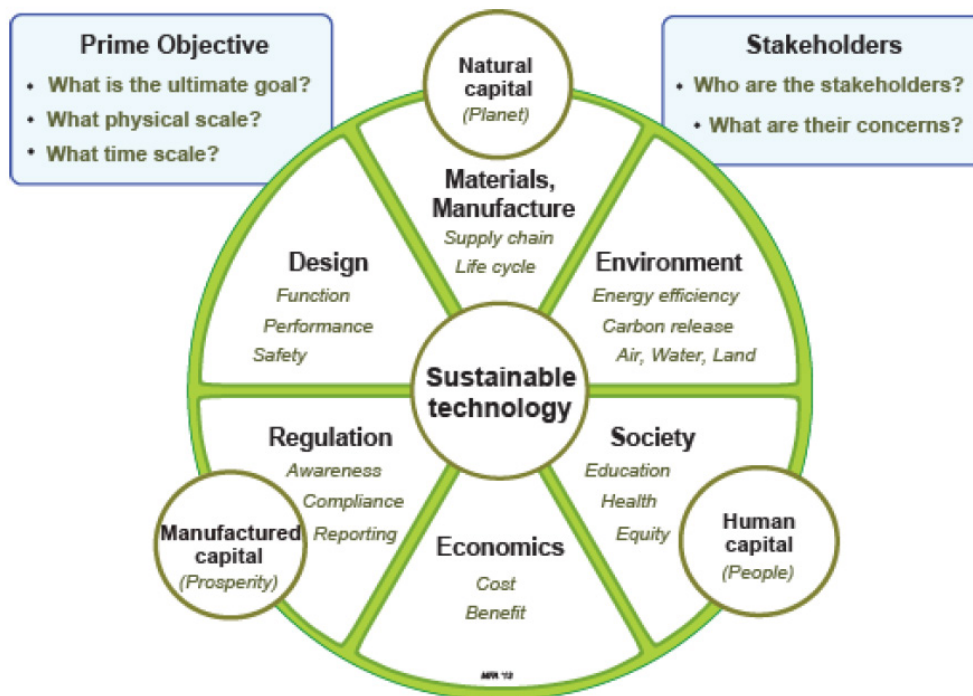 Prime Objective
• What is the ultimate goal?
• What physical scale?
• What time scale?
Stakeholders
• Who are the stakeholders?
• What are their concerns?
Natural
capital
(Planet)
Materials,
Manufacture
Supply chain
Life cycle
Design
Function
Performance
Safety
Environment
Energy efficiency
Carbon release
Air, Water, Land
Sustainable
technology
Regulation
Awareness
Compliance
Reporting
Society
Education
Health
Equity
Manufactured
capital
(Prosperity)
Economics
Cost
Benefit
Human
capital
(People)